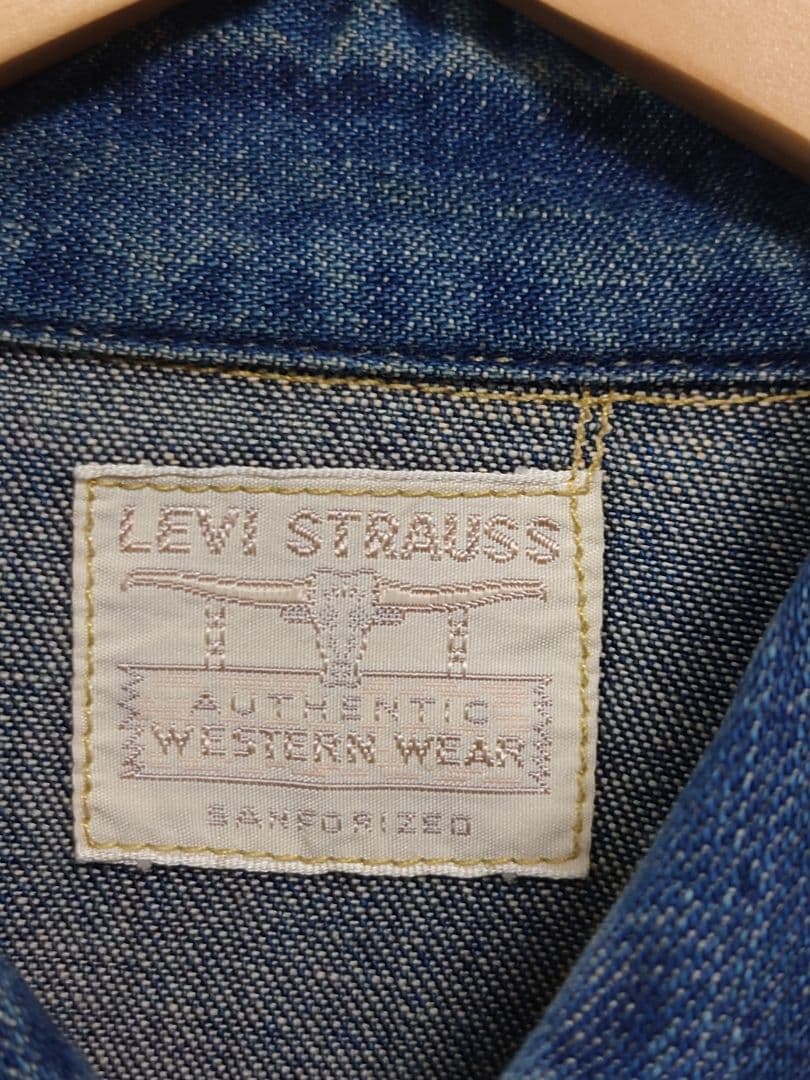 LEVI STRAUSS
AUTHENTIC
WESTERN WEAR
SANFORIZED